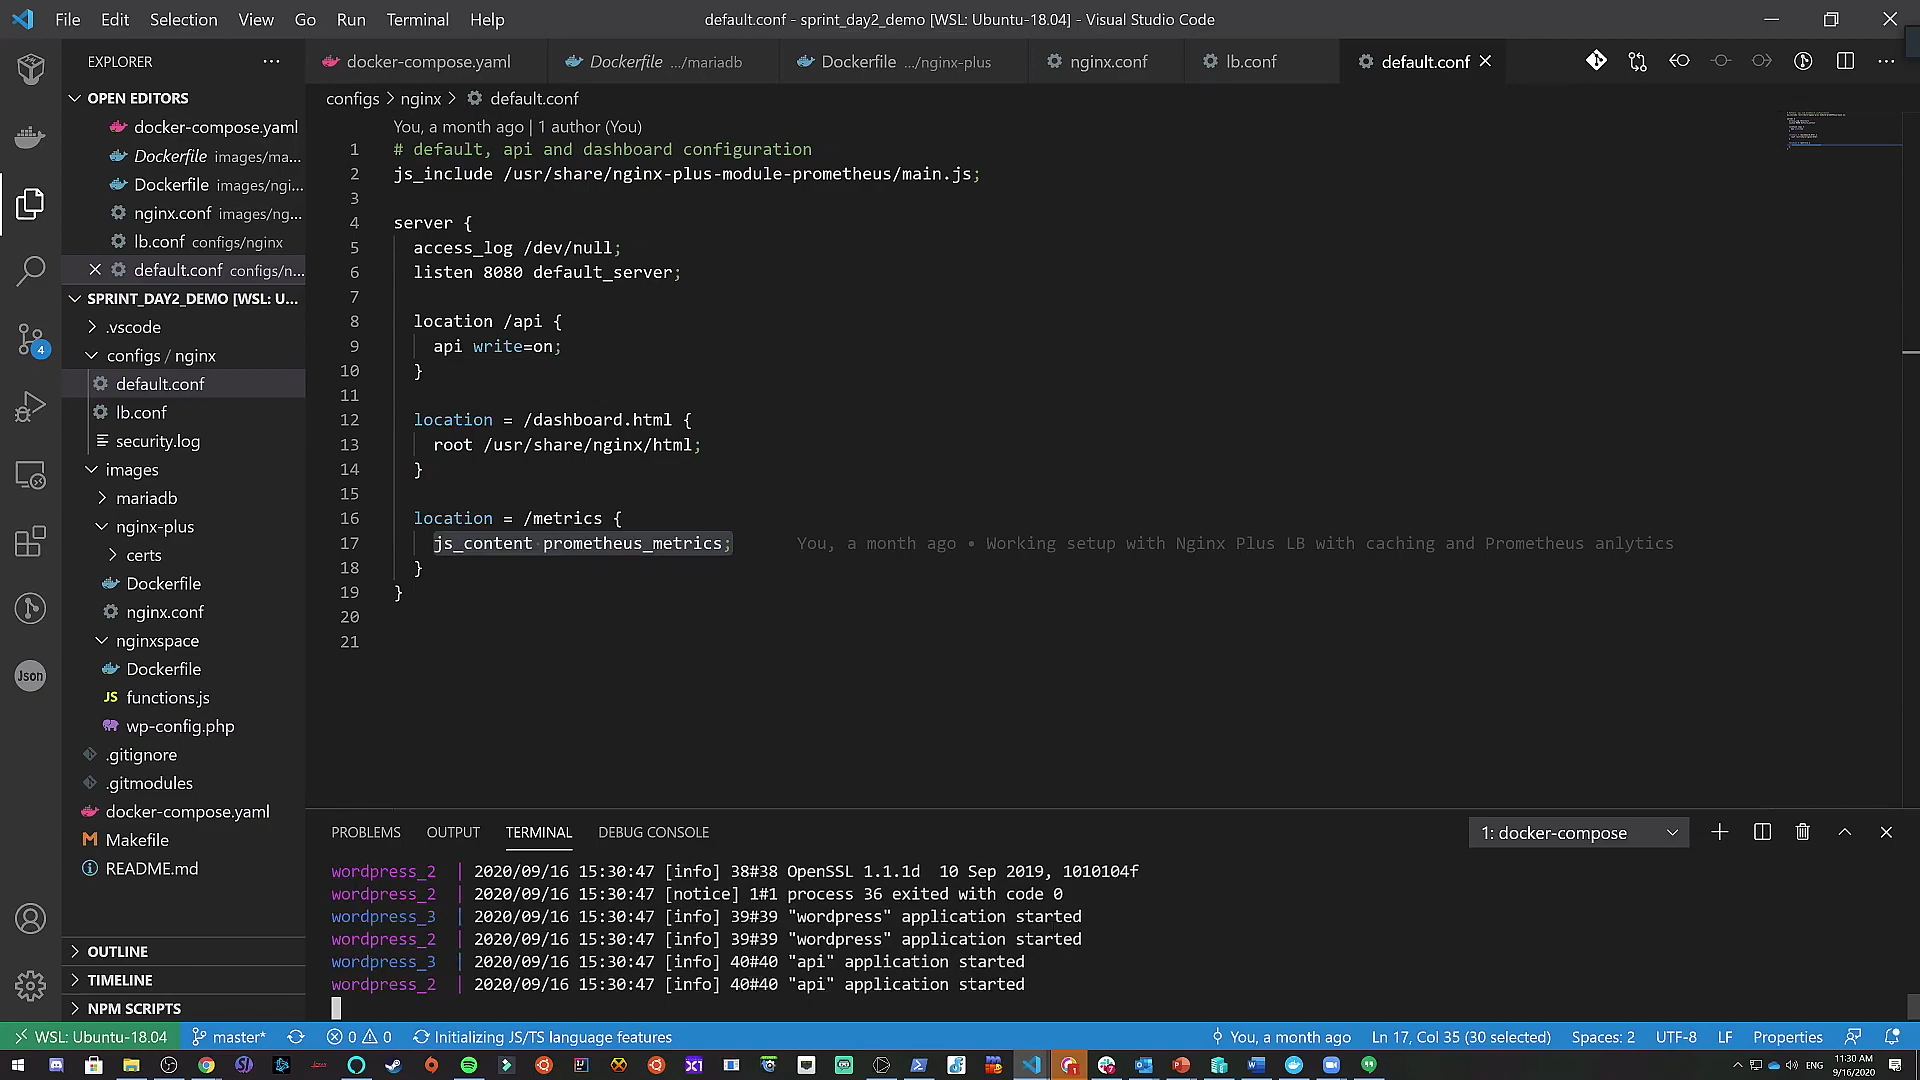 File Edit Selection View Go Run Terminal Help
default.conf - sprint_day2_demo [WSL: Ubuntu-18.04] - Visual Studio Code
EXPLORER
docker-compose.yaml
Dockerfile .../mariadb
Dockerfile .../nginx-plus
nginx.conf
lb.conf
default.conf
OPEN EDITORS
docker-compose.yaml
Dockerfile images/ma...
Dockerfile images/ngi...
nginx.conf images/ng...
lb.conf configs/nginx
default.conf configs/n...
SPRINT_DAY2_DEMO [WSL: U...
.vscode
configs / nginx
default.conf
lb.conf
security.log
images
mariadb
nginx-plus
certs
Dockerfile
nginx.conf
nginxspace
Dockerfile
JS functions.js
wp-config.php
.gitignore
.gitmodules
docker-compose.yaml
Makefile
README.md
OUTLINE
TIMELINE
NPM SCRIPTS
4
Json
configs > nginx > default.conf
You, a month ago | 1 author (You)
1 # default, api and dashboard configuration
2 js_include /usr/share/nginx-plus-module-prometheus/main.js;
3
4 server {
5 access_log /dev/null;
6 listen 8080 default_server;
7
8 location /api {
9 api write=on;
10 }
11
12 location = /dashboard.html {
13 root /usr/share/nginx/html;
14 }
15
16 location = /metrics {
17 js_content prometheus_metrics; You, a month ago • Working setup with Nginx Plus LB with caching and Prometheus anlytics
18 }
19 }
20
21
PROBLEMS OUTPUT TERMINAL DEBUG CONSOLE
1: docker-compose
wordpress_2 | 2020/09/16 15:30:47 [info] 38#38 OpenSSL 1.1.1d 10 Sep 2019, 1010104f
wordpress_2 | 2020/09/16 15:30:47 [notice] 1#1 process 36 exited with code 0
wordpress_3 | 2020/09/16 15:30:47 [info] 39#39 "wordpress" application started
wordpress_2 | 2020/09/16 15:30:47 [info] 39#39 "wordpress" application started
wordpress_3 | 2020/09/16 15:30:47 [info] 40#40 "api" application started
wordpress_2 | 2020/09/16 15:30:47 [info] 40#40 "api" application started
WSL: Ubuntu-18.04 master* 0 0 Initializing JS/TS language features You, a month ago Ln 17, Col 35 (30 selected) Spaces: 2 UTF-8 LF Properties
ENG
11:30 AM
9/16/2020